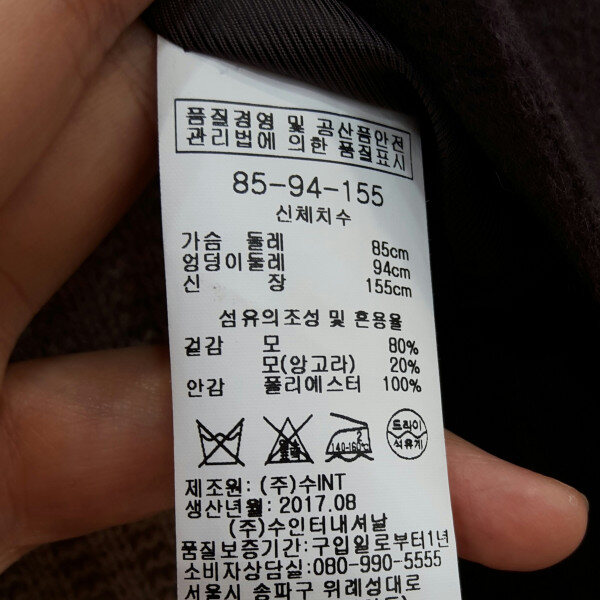 품질경영 및 공산품안전
관리법에 의한 품질표시
85-94-155
신체치수
가슴 둘레 85cm
엉덩이둘레 94cm
신 장 155cm
섬유의조성 및 혼용율
겉감 모 80%
모(앙고라) 20%
안감 폴리에스터 100%
2
140-160℃
드라이
석유계
제조원: (주)수INT
생산년월: 2017.08
(주)수인터내셔날
품질보증기간: 구입일로부터1년
소비자상담실: 080-990-5555
서울시 송파구 위례성대로